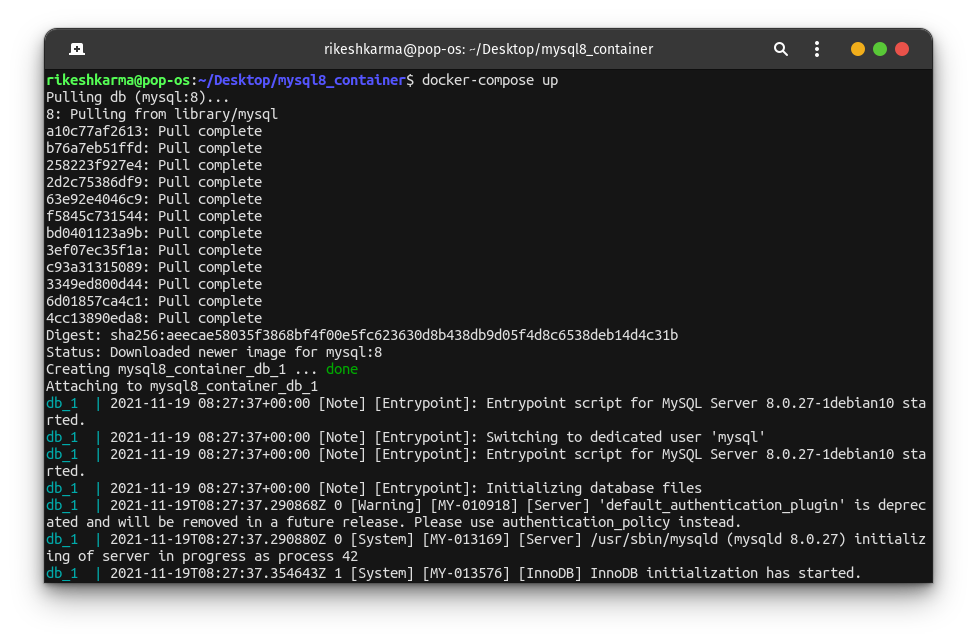 rikeshkarma@pop-os: ~/Desktop/mysql8_container
rikeshkarma@pop-os:~/Desktop/mysql8_container$ docker-compose up
Pulling db (mysql:8)...
8: Pulling from library/mysql
a10c77af2613: Pull complete
b76a7eb51ffd: Pull complete
258223f927e4: Pull complete
2d2c75386df9: Pull complete
63e92e4046c9: Pull complete
f5845c731544: Pull complete
bd0401123a9b: Pull complete
3ef07ec35f1a: Pull complete
c93a31315089: Pull complete
3349ed800d44: Pull complete
6d01857ca4c1: Pull complete
4cc13890eda8: Pull complete
Digest: sha256:aeecae58035f3868bf4f00e5fc623630d8b438db9d05f4d8c6538deb14d4c31b
Status: Downloaded newer image for mysql:8
Creating mysql8_container_db_1 ... done
Attaching to mysql8_container_db_1
db_1  | 2021-11-19 08:27:37+00:00 [Note] [Entrypoint]: Entrypoint script for MySQL Server 8.0.27-1debian10 sta
rted.
db_1  | 2021-11-19 08:27:37+00:00 [Note] [Entrypoint]: Switching to dedicated user 'mysql'
db_1  | 2021-11-19 08:27:37+00:00 [Note] [Entrypoint]: Entrypoint script for MySQL Server 8.0.27-1debian10 sta
rted.
db_1  | 2021-11-19 08:27:37+00:00 [Note] [Entrypoint]: Initializing database files
db_1  | 2021-11-19T08:27:37.290868Z 0 [Warning] [MY-010918] [Server] 'default_authentication_plugin' is deprec
ated and will be removed in a future release. Please use authentication_policy instead.
db_1  | 2021-11-19T08:27:37.290880Z 0 [System] [MY-013169] [Server] /usr/sbin/mysqld (mysqld 8.0.27) initializ
ing of server in progress as process 42
db_1  | 2021-11-19T08:27:37.354643Z 1 [System] [MY-013576] [InnoDB] InnoDB initialization has started.